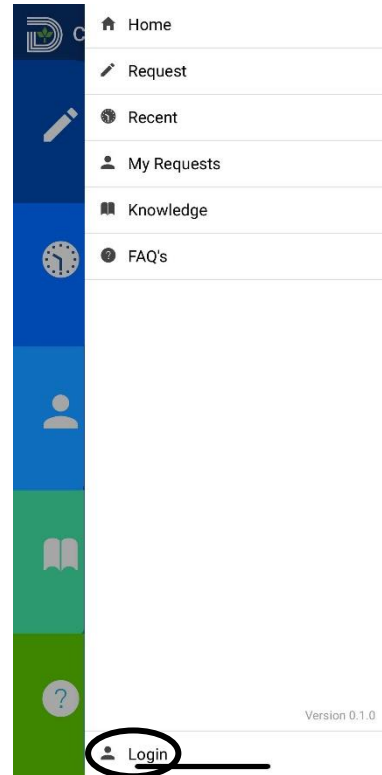 C
Home
Request
Recent
My Requests
Knowledge
FAQ's
?
Version 0.1.0
Login